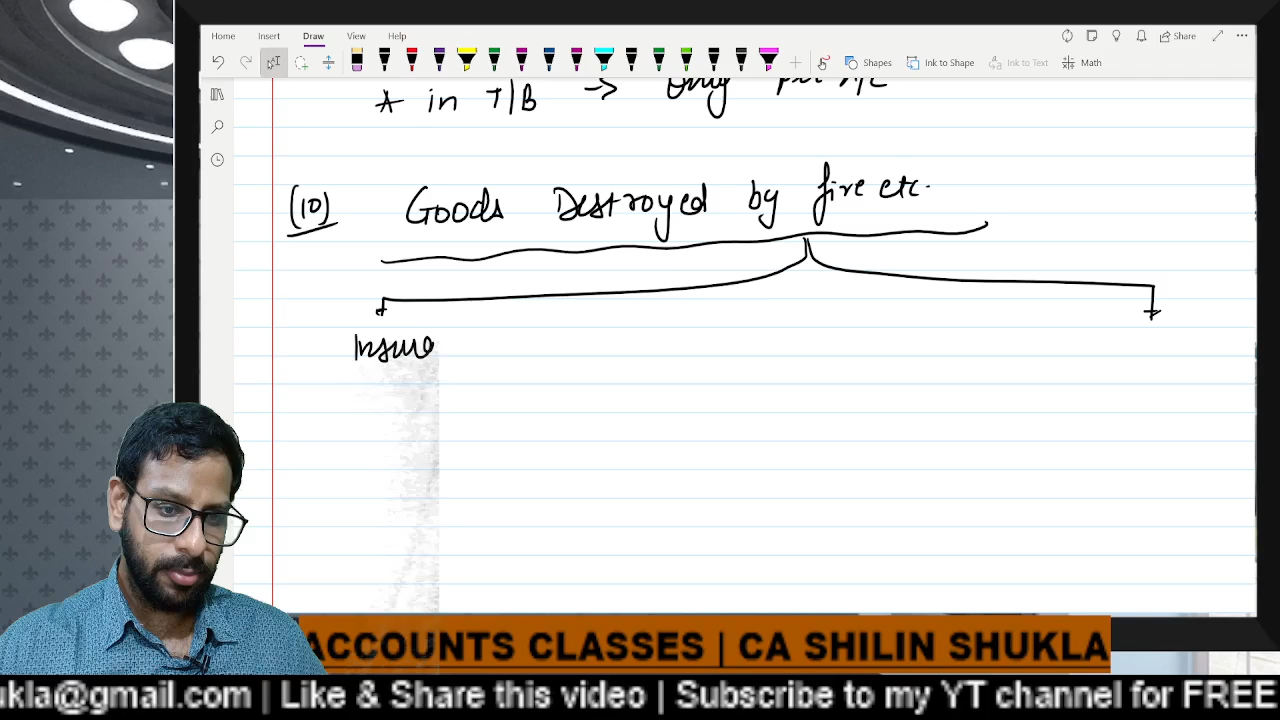 Home Insert Draw View Help Share
Shapes Ink to Shape Ink to Text Math
* in T/B → Only
(10) Goods Destroyed by fire etc.
Insure
ACCOUNTS CLASSES | CA SHILIN SHUKLA
ukla@gmail.com | Like & Share this video | Subscribe to my YT channel for FREE